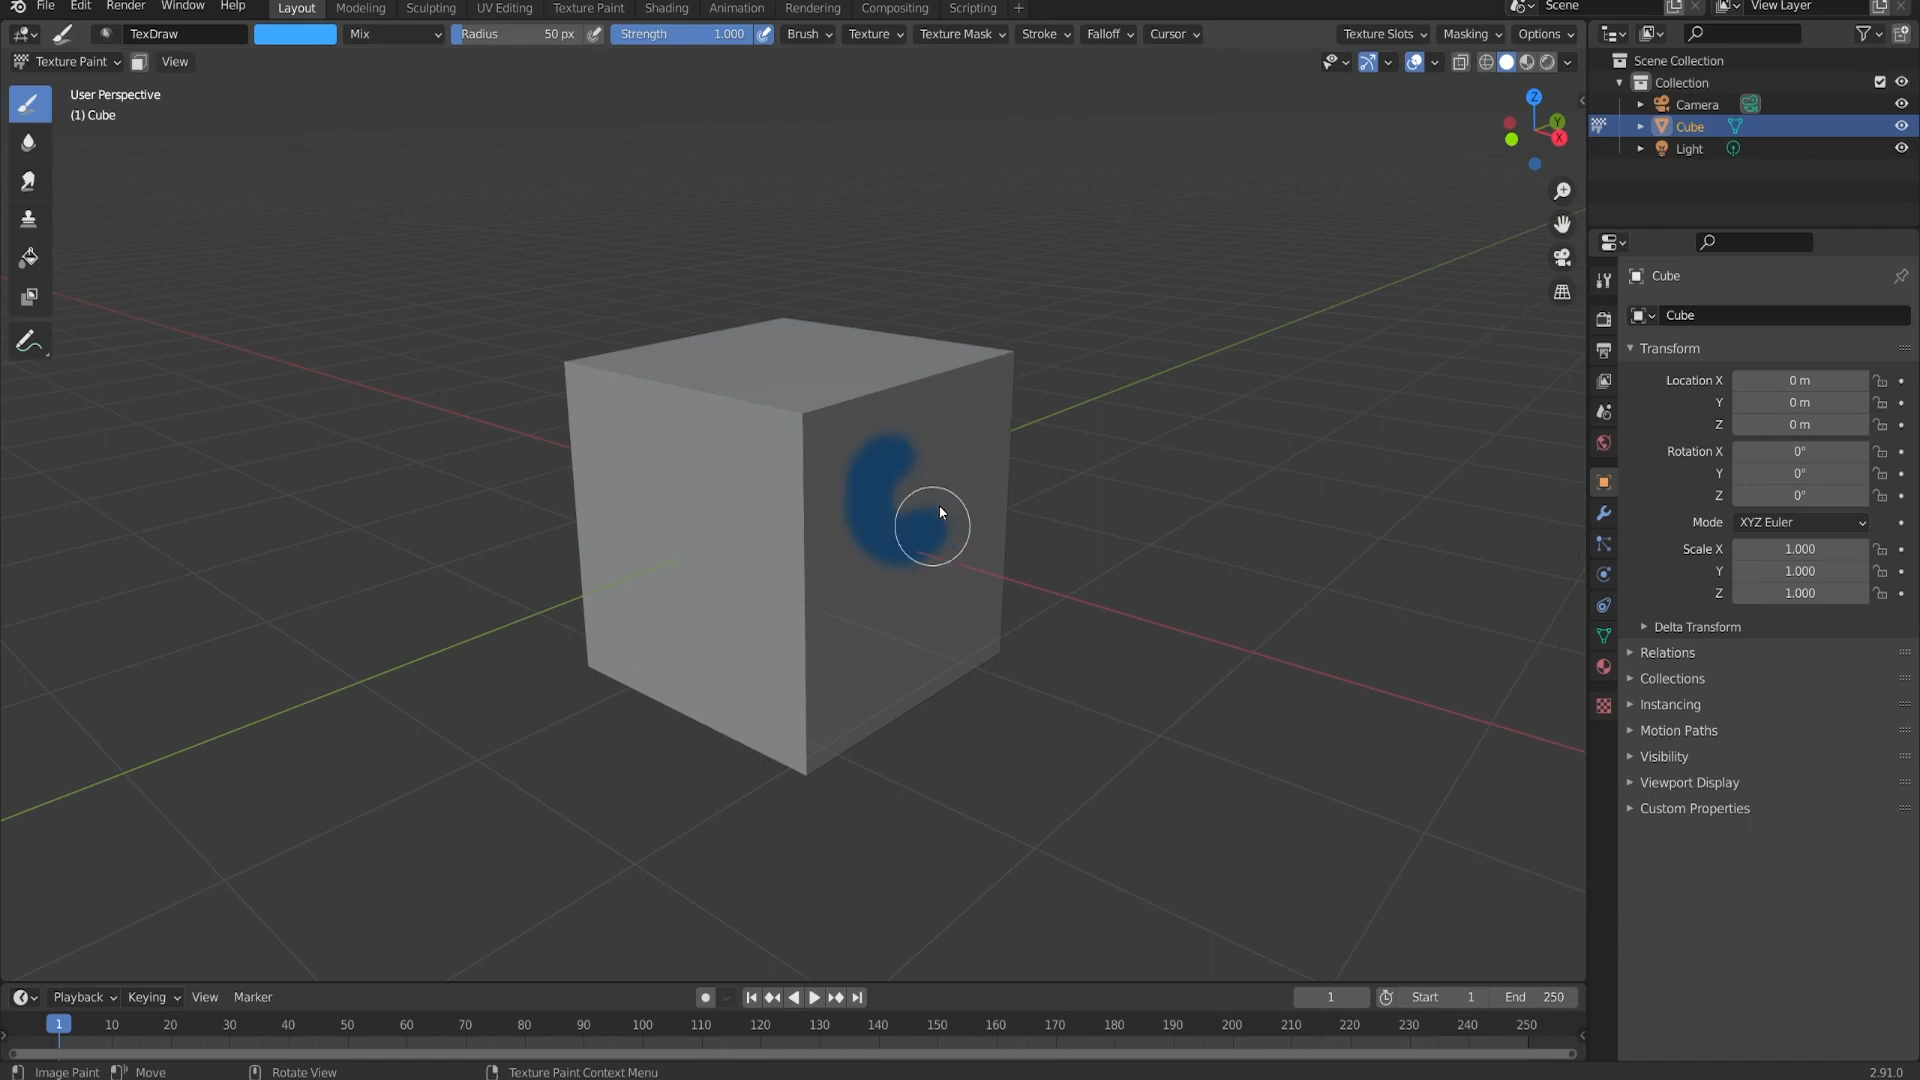 File Edit Render Window Help Layout Modeling Sculpting UV Editing Texture Paint Shading Animation Rendering Compositing Scripting + Scene View Layer
TexDraw Mix Radius 50 px Strength 1.000 Brush Texture Texture Mask Stroke Falloff Cursor Texture Slots Masking Options
Texture Paint View
User Perspective
(1) Cube
Z
Y
X
Scene Collection
Collection
Camera
Cube
Light
Cube
Cube
Transform
Location X 0 m
Y 0 m
Z 0 m
Rotation X 0°
Y 0°
Z 0°
Mode XYZ Euler
Scale X 1.000
Y 1.000
Z 1.000
Delta Transform
Relations
Collections
Instancing
Motion Paths
Visibility
Viewport Display
Custom Properties
Playback Keying View Marker 1 Start 1 End 250
1 10 20 30 40 50 60 70 80 90 100 110 120 130 140 150 160 170 180 190 200 210 220 230 240 250
Image Paint Move Rotate View Texture Paint Context Menu 2.91.0